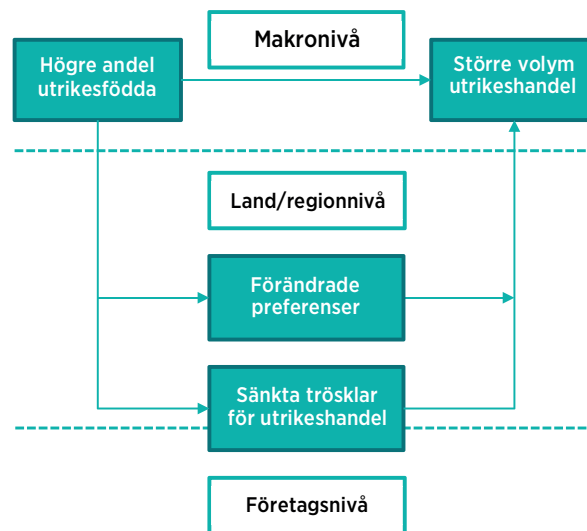 Makronivå
Högre andel
utrikesfödda
Större volym
utrikeshandel
Land/regionnivå
Förändrade
preferenser
Sänkta trösklar
för utrikeshandel
Företagsnivå